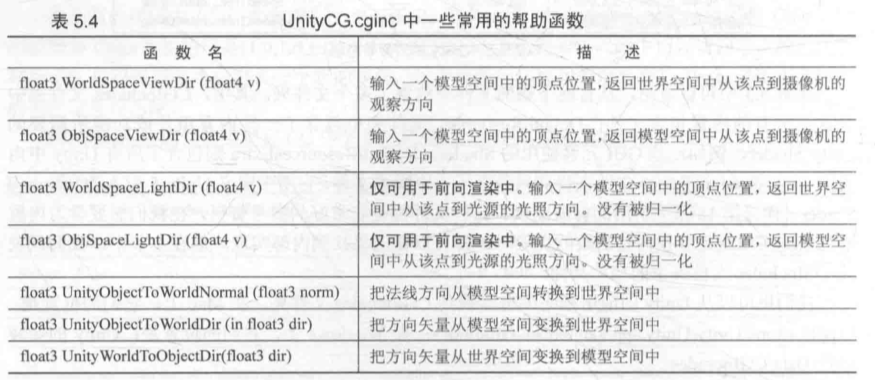 表 5.4 UnityCG.cginc 中一些常用的帮助函数
函 数 名 描 述
float3 WorldSpaceViewDir (float4 v) 输入一个模型空间中的顶点位置,返回世界空间中从该点到摄像机的
观察方向
float3 ObjSpaceViewDir (float4 v) 输入一个模型空间中的顶点位置,返回模型空间中从该点到摄像机的
观察方向
float3 WorldSpaceLightDir (float4 v) 仅可用于前向渲染中。输入一个模型空间中的顶点位置,返回世界空
间中从该点到光源的光照方向。没有被归一化
float3 ObjSpaceLightDir (float4 v) 仅可用于前向渲染中。输入一个模型空间中的顶点位置,返回模型空
间中从该点到光源的光照方向。没有被归一化
float3 UnityObjectToWorldNormal (float3 norm) 把法线方向从模型空间转换到世界空间中
float3 UnityObjectToWorldDir (in float3 dir) 把方向矢量从模型空间变换到世界空间中
float3 UnityWorldToObjectDir(float3 dir) 把方向矢量从世界空间变换到模型空间中